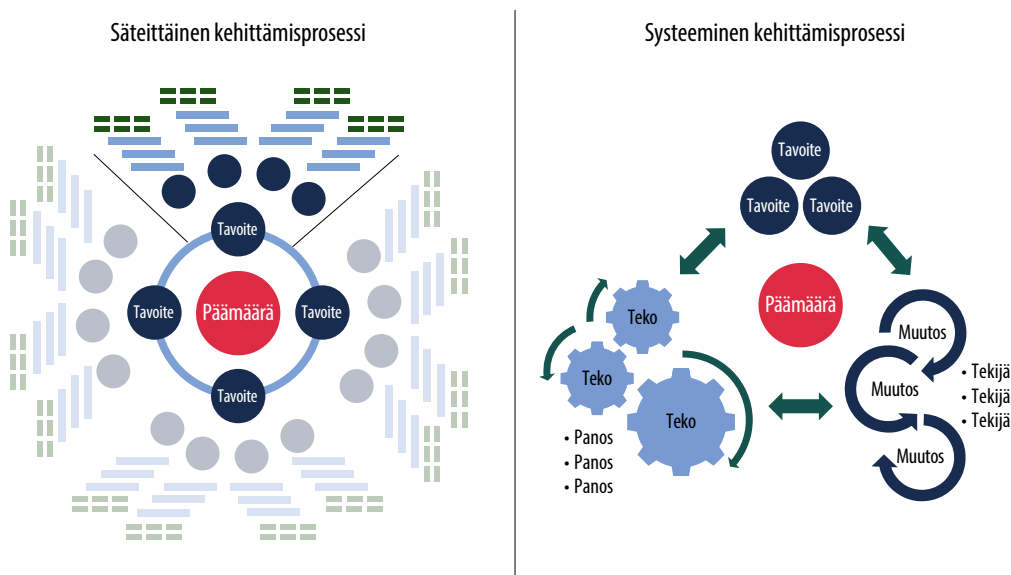 Säteittäinen kehittämisprosessi
Tavoite
Tavoite
Päämäärä
Tavoite
Tavoite
Systeeminen kehittämisprosessi
Tavoite
Tavoite
Tavoite
Päämäärä
Teko
Teko
Teko
• Panos
• Panos
• Panos
Muutos
Muutos
Muutos
• Tekijä
• Tekijä
• Tekijä